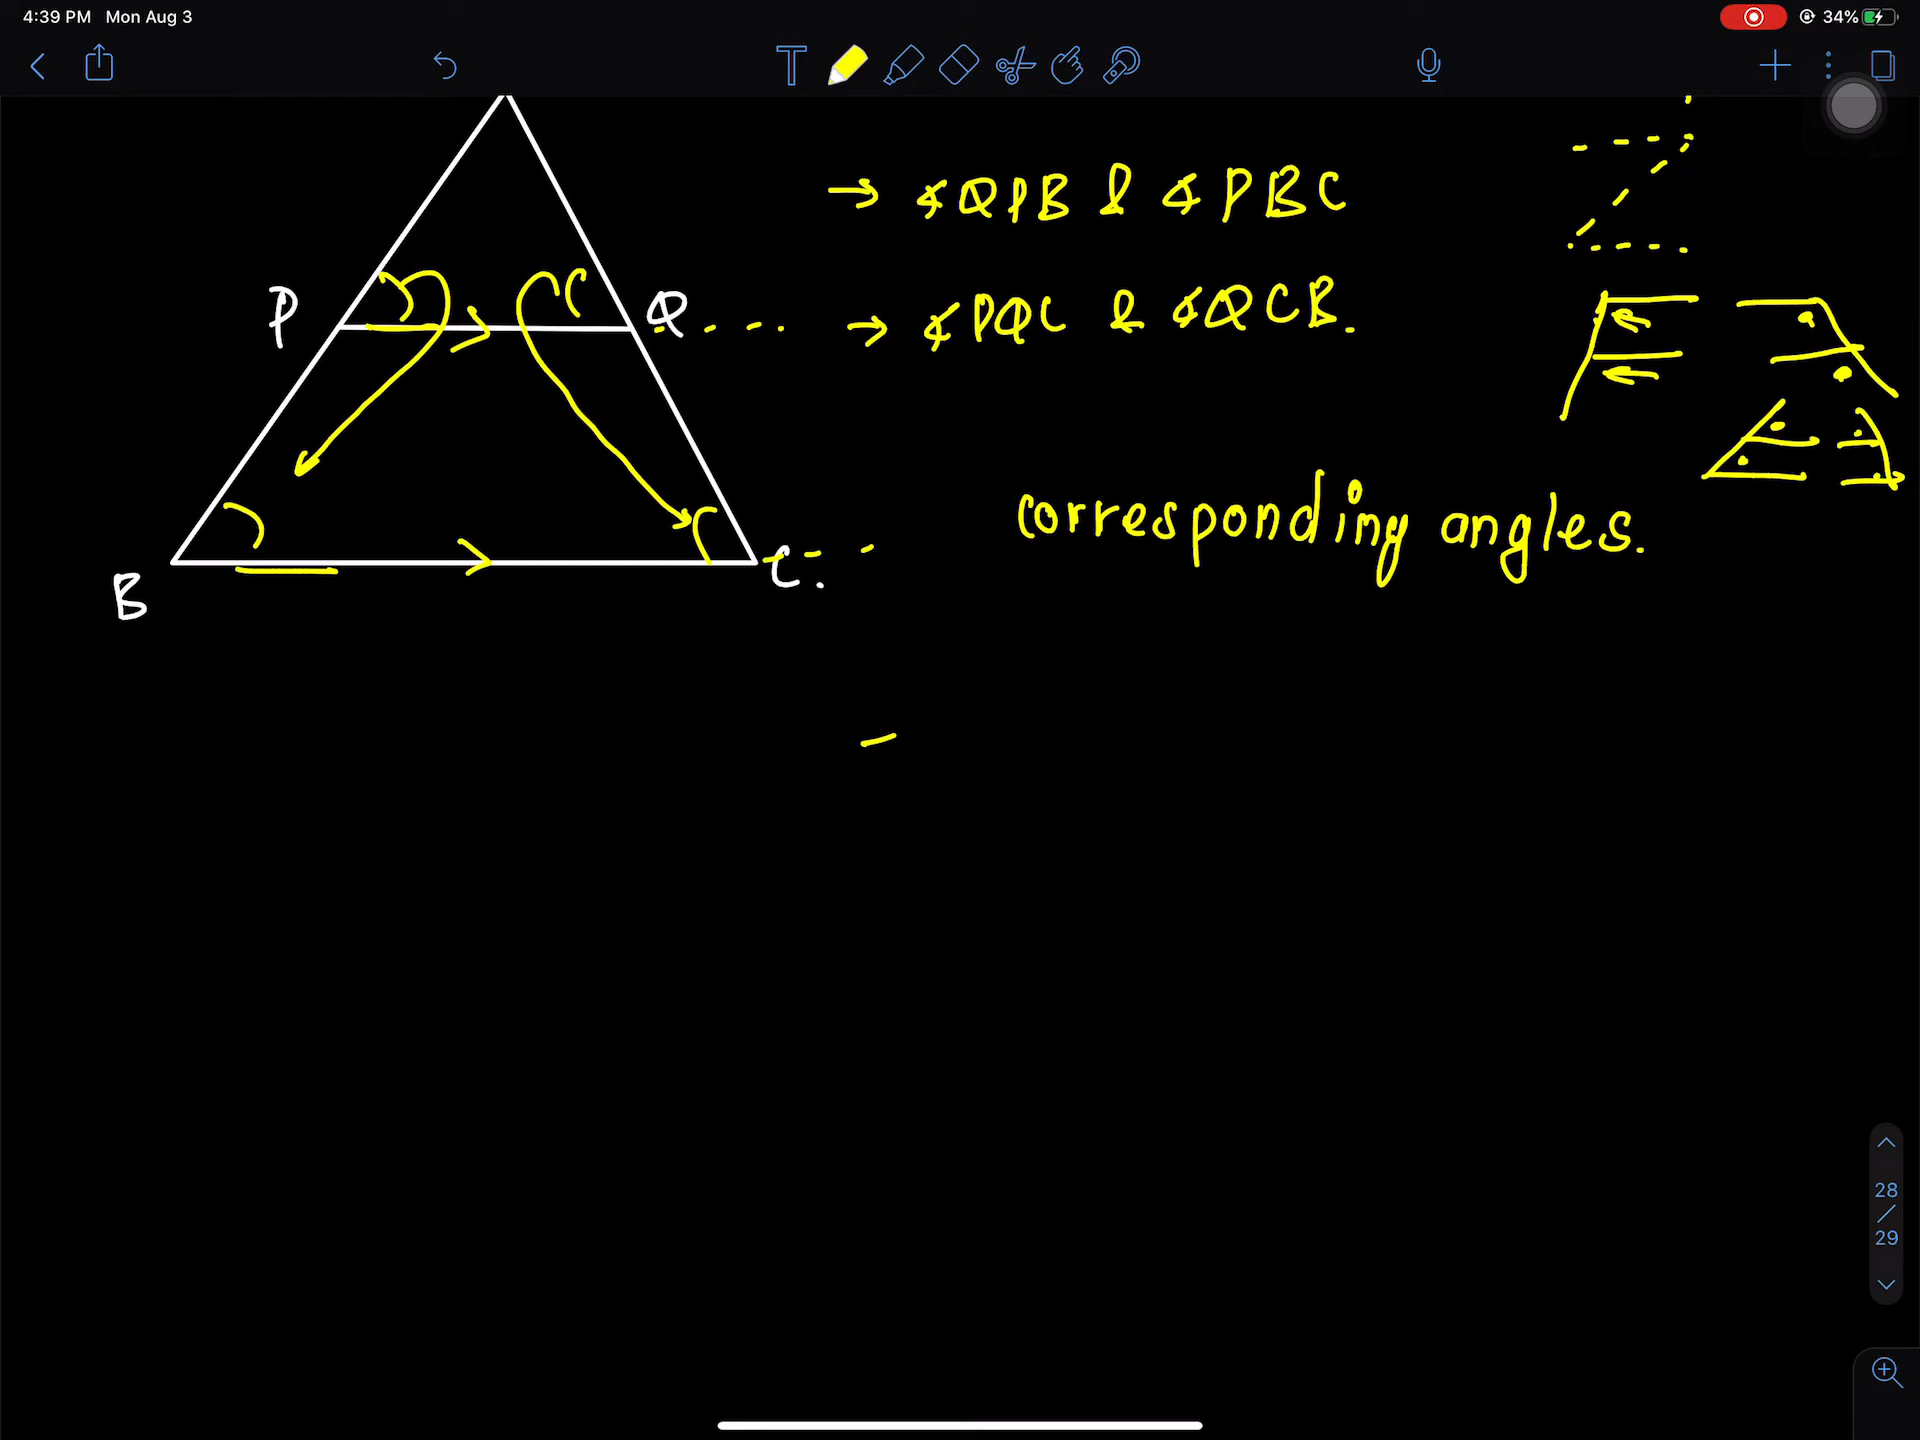 4:39 PM Mon Aug 3
34%
→ ∠QPB & ∠PBC
P
Q
→ ∠PQC & ∠QCB.
corresponding angles.
B
C.
28
/
29